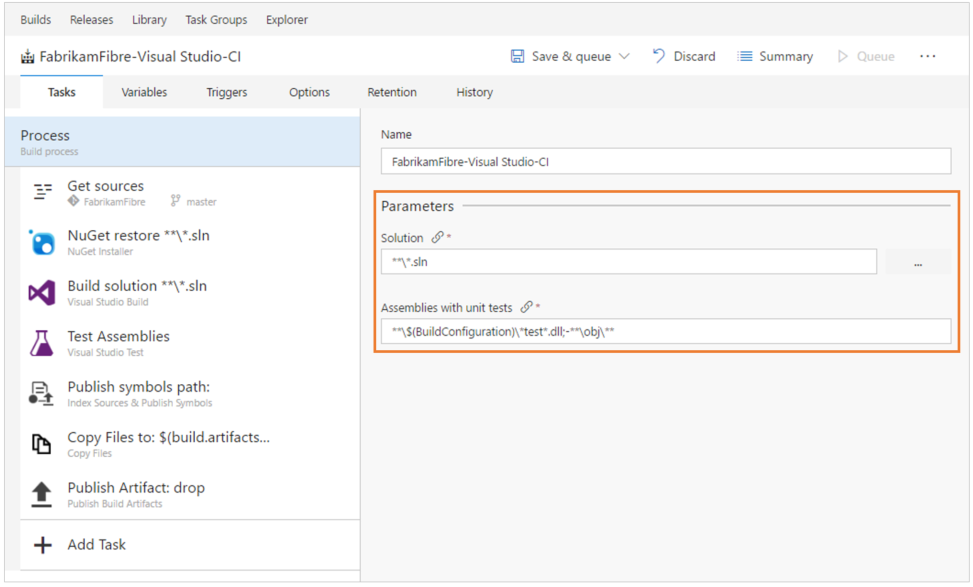 Builds Releases Library Task Groups Explorer
FabrikamFibre-Visual Studio-CI Save & queue Discard Summary Queue ...
Tasks Variables Triggers Options Retention History
Process
Build process
Get sources
FabrikamFibre master
NuGet restore **\*.sln
NuGet Installer
Build solution **\*.sln
Visual Studio Build
Test Assemblies
Visual Studio Test
Publish symbols path:
Index Sources & Publish Symbols
Copy Files to: $(build.artifacts...
Copy Files
Publish Artifact: drop
Publish Build Artifacts
Add Task
Name
FabrikamFibre-Visual Studio-CI
Parameters
Solution *
**\*.sln ...
Assemblies with unit tests *
**\$(BuildConfiguration)\*test*.dll;-**\obj\**